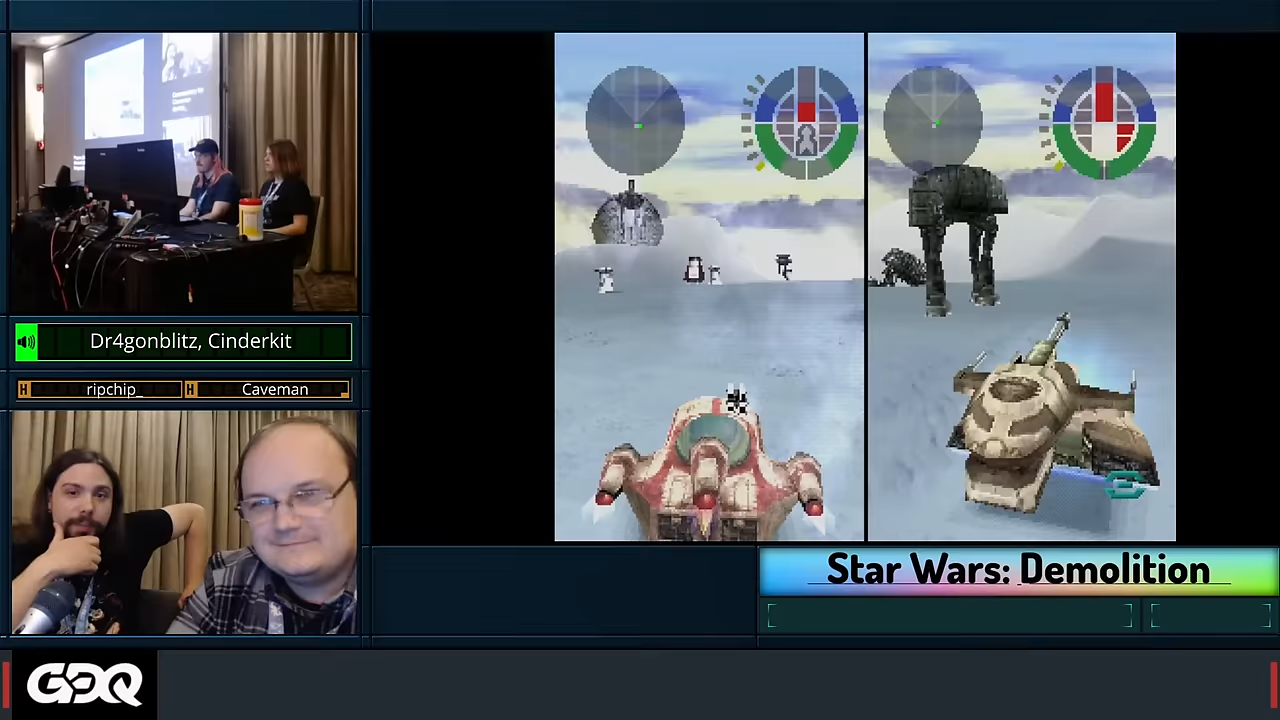 Dr4gonblitz, Cinderkit
H ripchip_ H Caveman
Star Wars: Demolition
GDQ